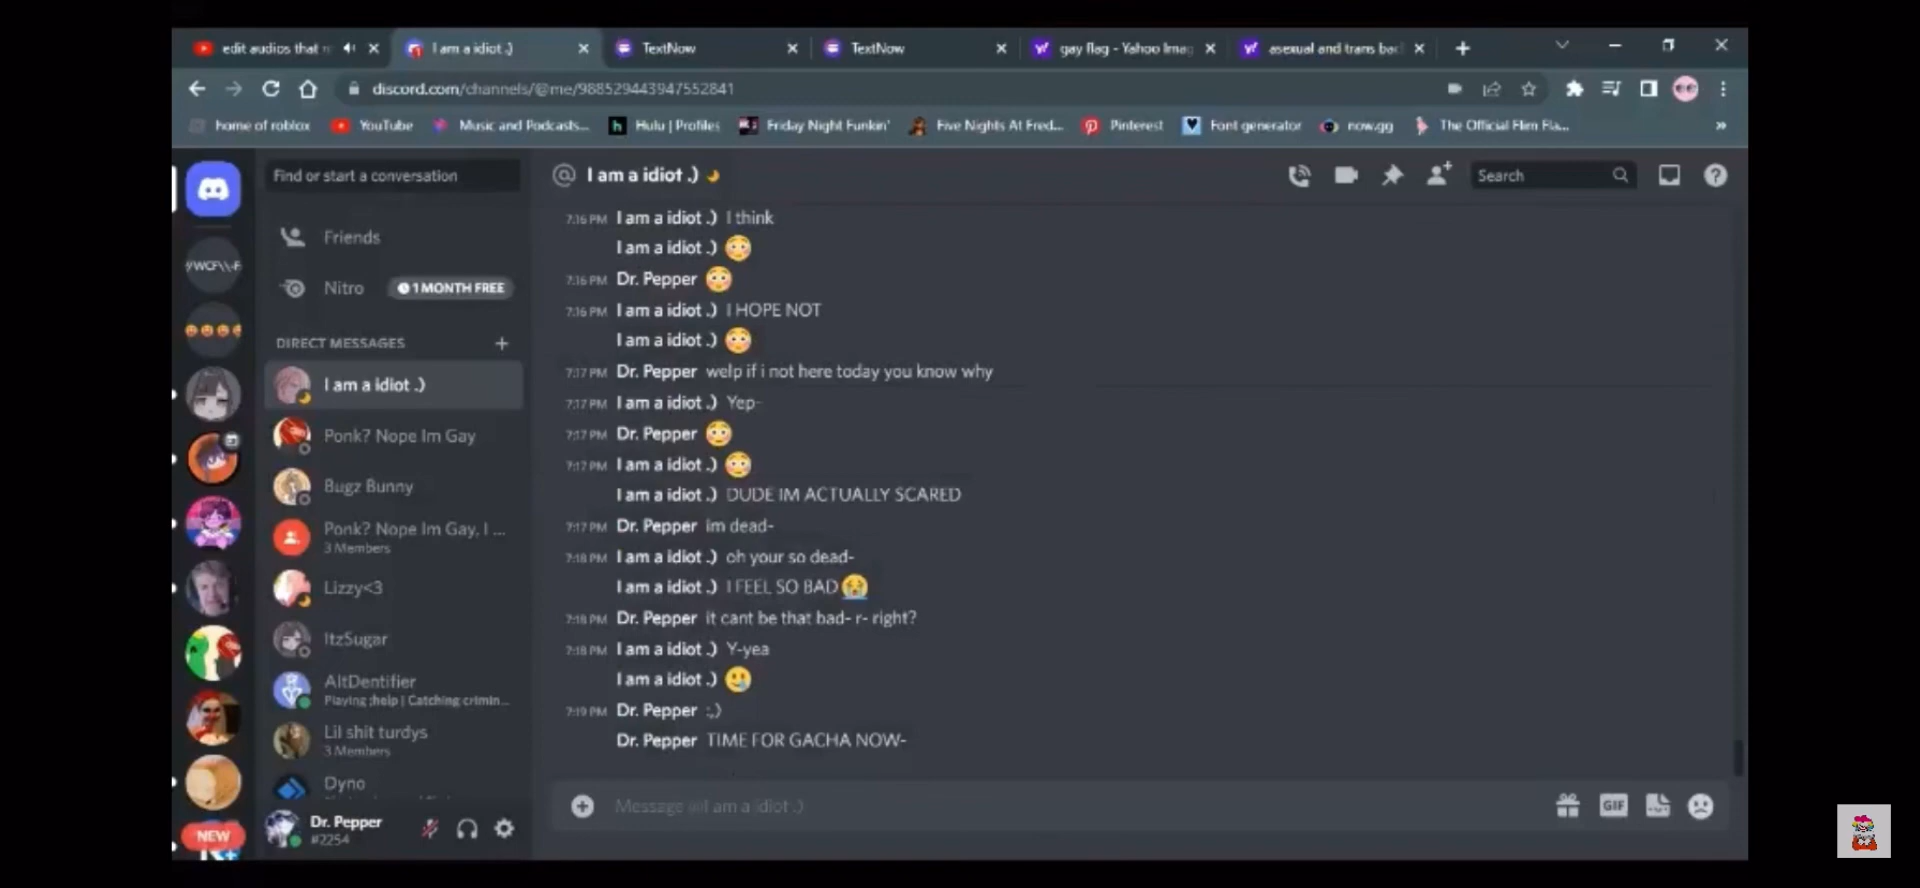 edit audios that
I am a idiot .)
TextNow
TextNow
gay flag - Yahoo Imag
asexual and trans bac
discord.com/channels/@me/988529443947552841
home of roblox
YouTube
Music and Podcasts...
Hulu | Profiles
Friday Night Funkin'
Five Nights At Fred...
Pinterest
Font generator
now.gg
The Official Flim Fla...
»
Find or start a conversation
Friends
Nitro
1 MONTH FREE
DIRECT MESSAGES
I am a idiot .)
Ponk? Nope Im Gay
Bugz Bunny
Ponk? Nope Im Gay, I ...
3 Members
Lizzy<3
ItzSugar
AltDentifier
Playing ;help | Catching crimin...
Lil shit turdys
3 Members
Dyno
NEW
Dr. Pepper
#2254
@ I am a idiot .)
Search
7:16 PM I am a idiot .) I think
I am a idiot .) 😳
7:16 PM Dr. Pepper 😳
7:16 PM I am a idiot .) I HOPE NOT
I am a idiot .) 😳
7:17 PM Dr. Pepper welp if i not here today you know why
7:17 PM I am a idiot .) Yep-
7:17 PM Dr. Pepper 😳
7:17 PM I am a idiot .) 😳
I am a idiot .) DUDE IM ACTUALLY SCARED
7:17 PM Dr. Pepper im dead-
7:18 PM I am a idiot .) oh your so dead-
I am a idiot .) I FEEL SO BAD 😭
7:18 PM Dr. Pepper it cant be that bad- r- right?
7:18 PM I am a idiot .) Y-yea
I am a idiot .) 🥲
7:19 PM Dr. Pepper :,)
Dr. Pepper TIME FOR GACHA NOW-
Message @I am a idiot .)
GIF